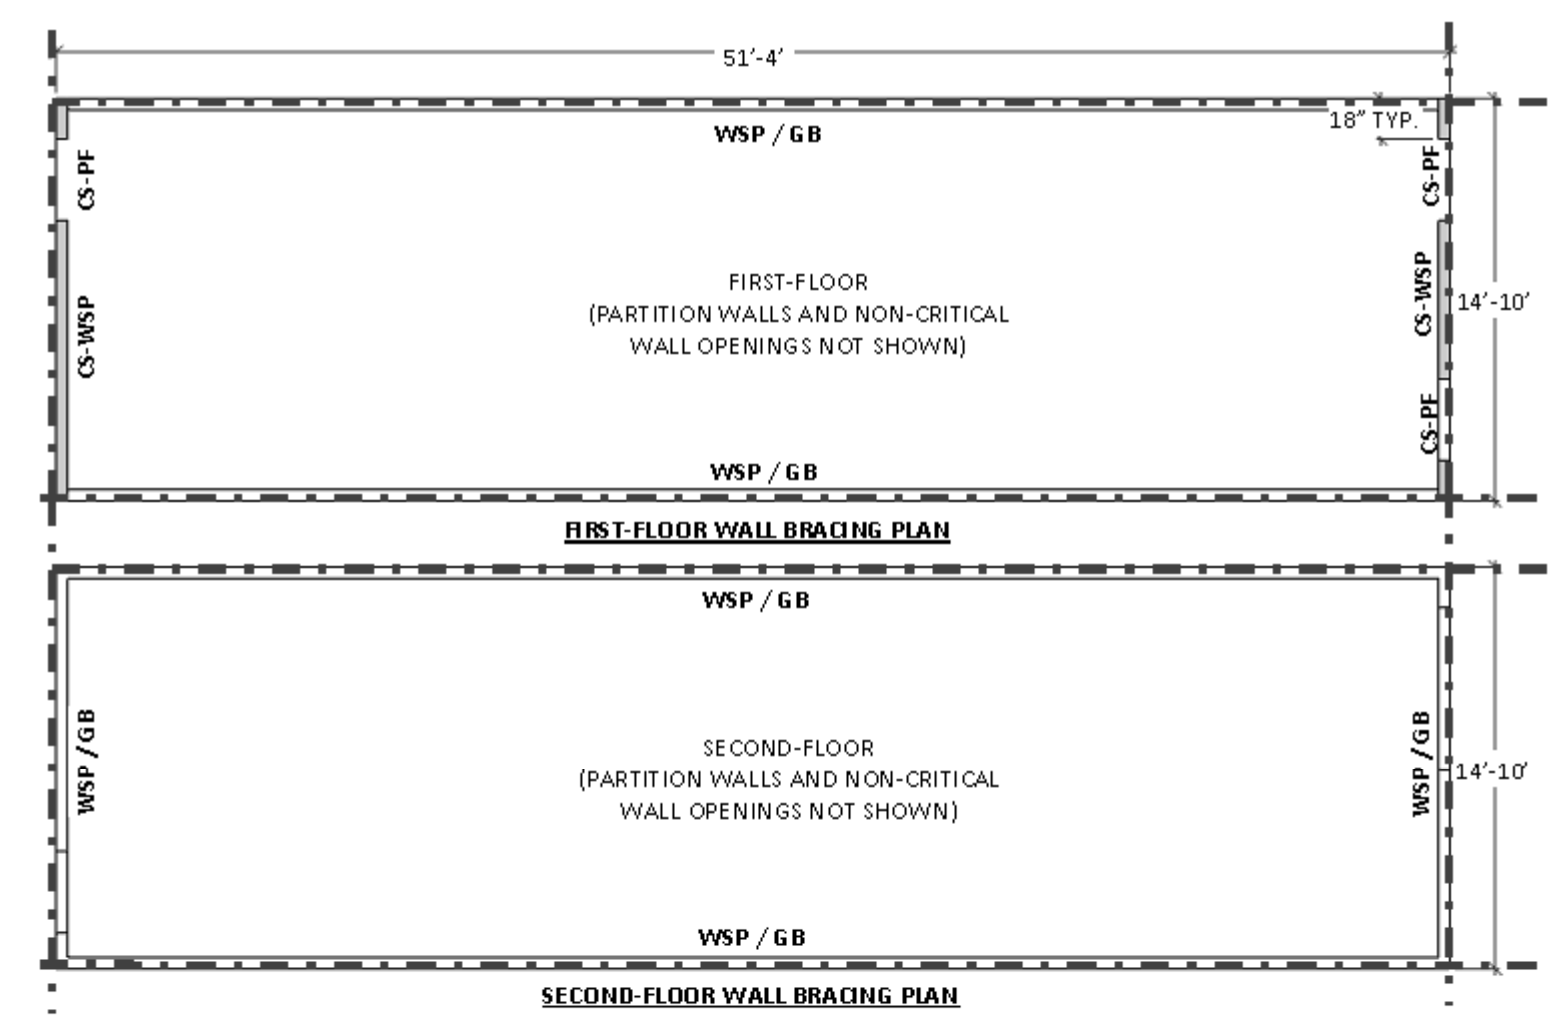 51'-4'
18" TYP.
WSP / GB
CS-PF
CS-PF
FIRST-FLOOR
(PARTITION WALLS AND NON-CRITICAL
WALL OPENINGS NOT SHOWN)
CS-WSP
CS-WSP
14'-10'
CS-PF
WSP / GB
FIRST-FLOOR WALL BRACING PLAN
WSP / GB
WSP / GB
SECOND-FLOOR
(PARTITION WALLS AND NON-CRITICAL
WALL OPENINGS NOT SHOWN)
WSP / GB
14'-10'
WSP / GB
SECOND-FLOOR WALL BRACING PLAN